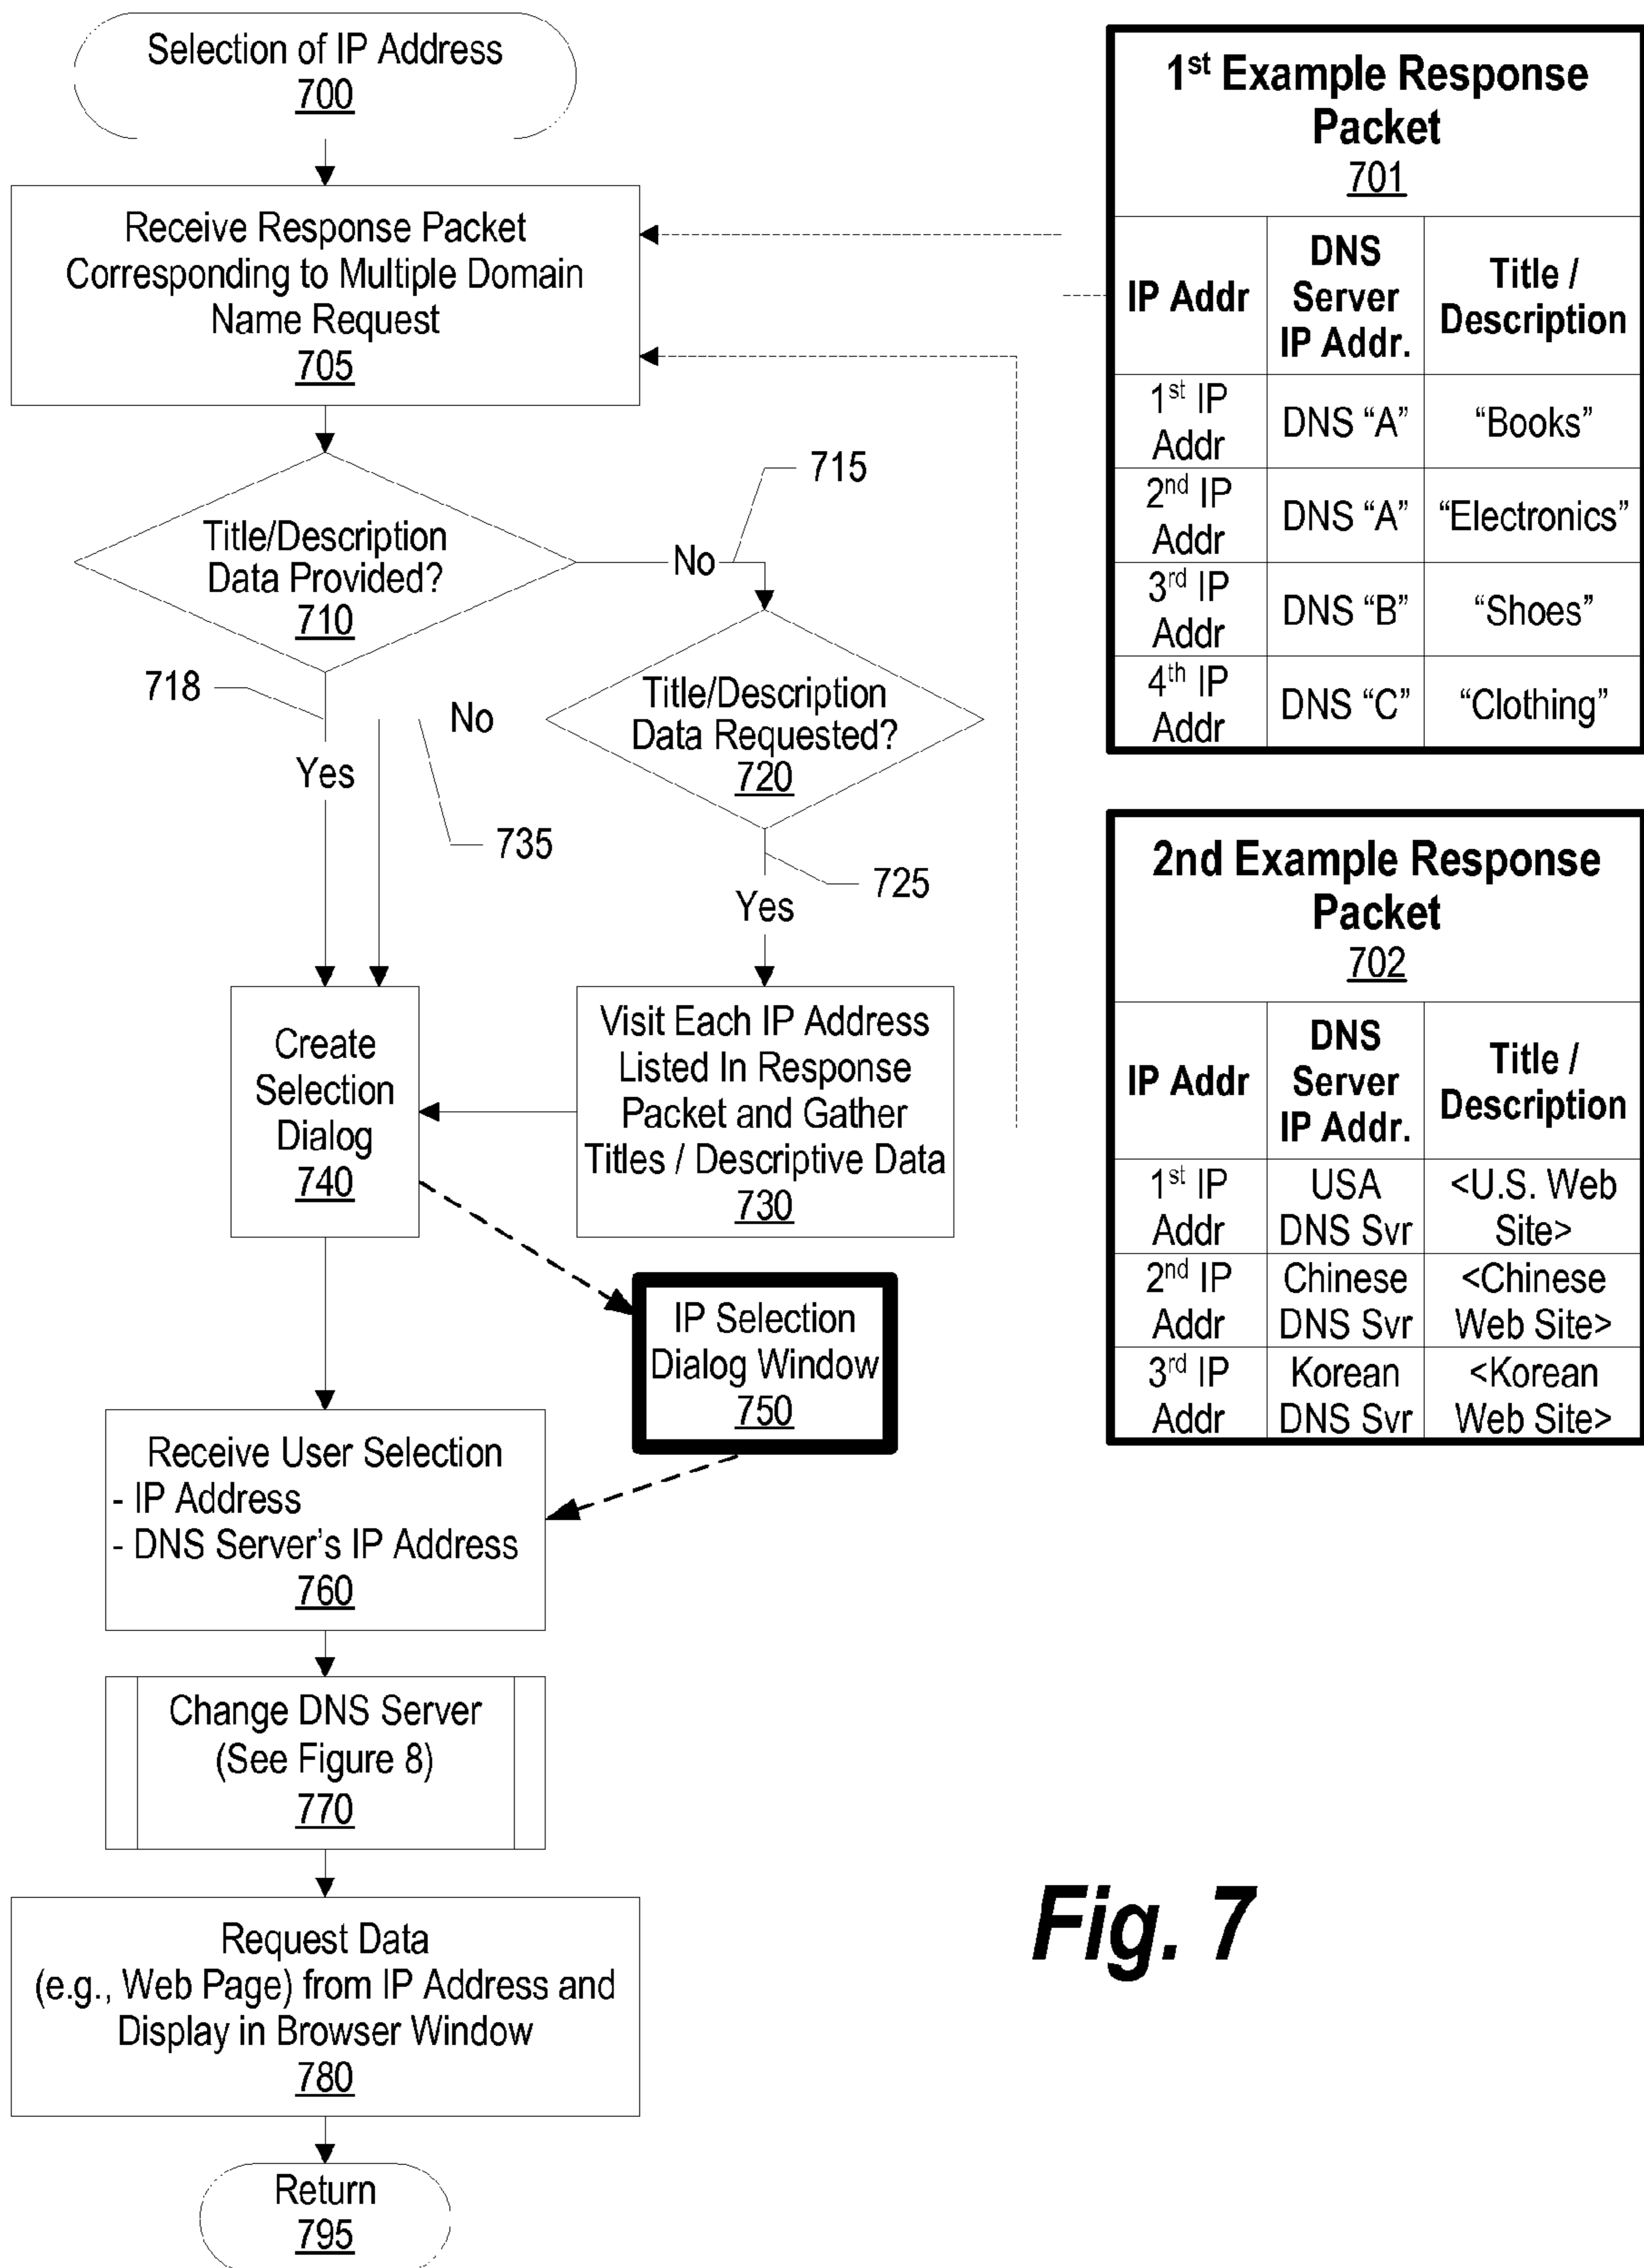 Selection of IP Address
700
Receive Response Packet
Corresponding to Multiple Domain
Name Request
705
Title/Description
Data Provided?
710
715
No
718
Yes
No
735
Title/Description
Data Requested?
720
725
Yes
Create
Selection
Dialog
740
Visit Each IP Address
Listed In Response
Packet and Gather
Titles / Descriptive Data
730
IP Selection
Dialog Window
750
Receive User Selection
- IP Address
- DNS Server's IP Address
760
Change DNS Server
(See Figure 8)
770
Request Data
(e.g., Web Page) from IP Address and
Display in Browser Window
780
Return
795
1st Example Response
Packet
701
IP Addr
DNS
Server
IP Addr.
Title /
Description
1st IP
Addr
DNS “A”
“Books”
2nd IP
Addr
DNS “A”
“Electronics”
3rd IP
Addr
DNS “B”
“Shoes”
4th IP
Addr
DNS “C”
“Clothing”
2nd Example Response
Packet
702
IP Addr
DNS
Server
IP Addr.
Title /
Description
1st IP
Addr
USA
DNS Svr
<U.S. Web
Site>
2nd IP
Addr
Chinese
DNS Svr
<Chinese
Web Site>
3rd IP
Addr
Korean
DNS Svr
<Korean
Web Site>
Fig. 7